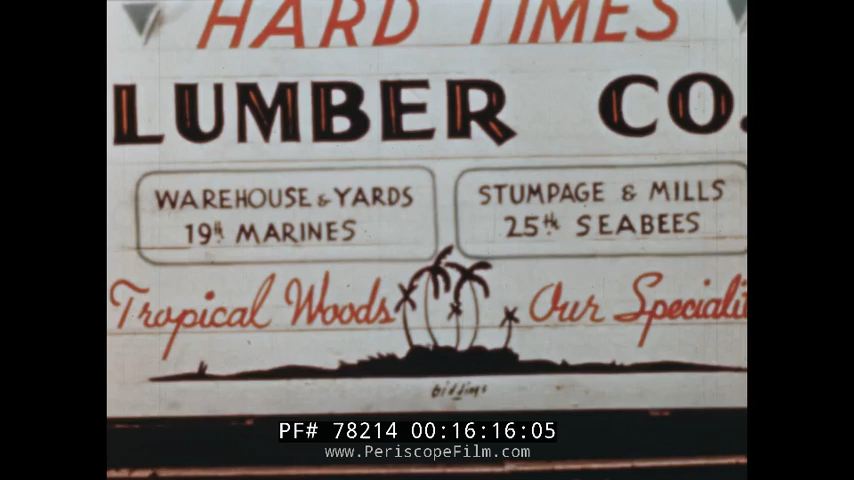 HARD TIMES
LUMBER CO.
WAREHOUSE & YARDS
19th MARINES
STUMPAGE & MILLS
25th SEABEES
Tropical Woods Our Specialt
PF# 78214 00:16:16:05
www.PeriscopeFilm.com